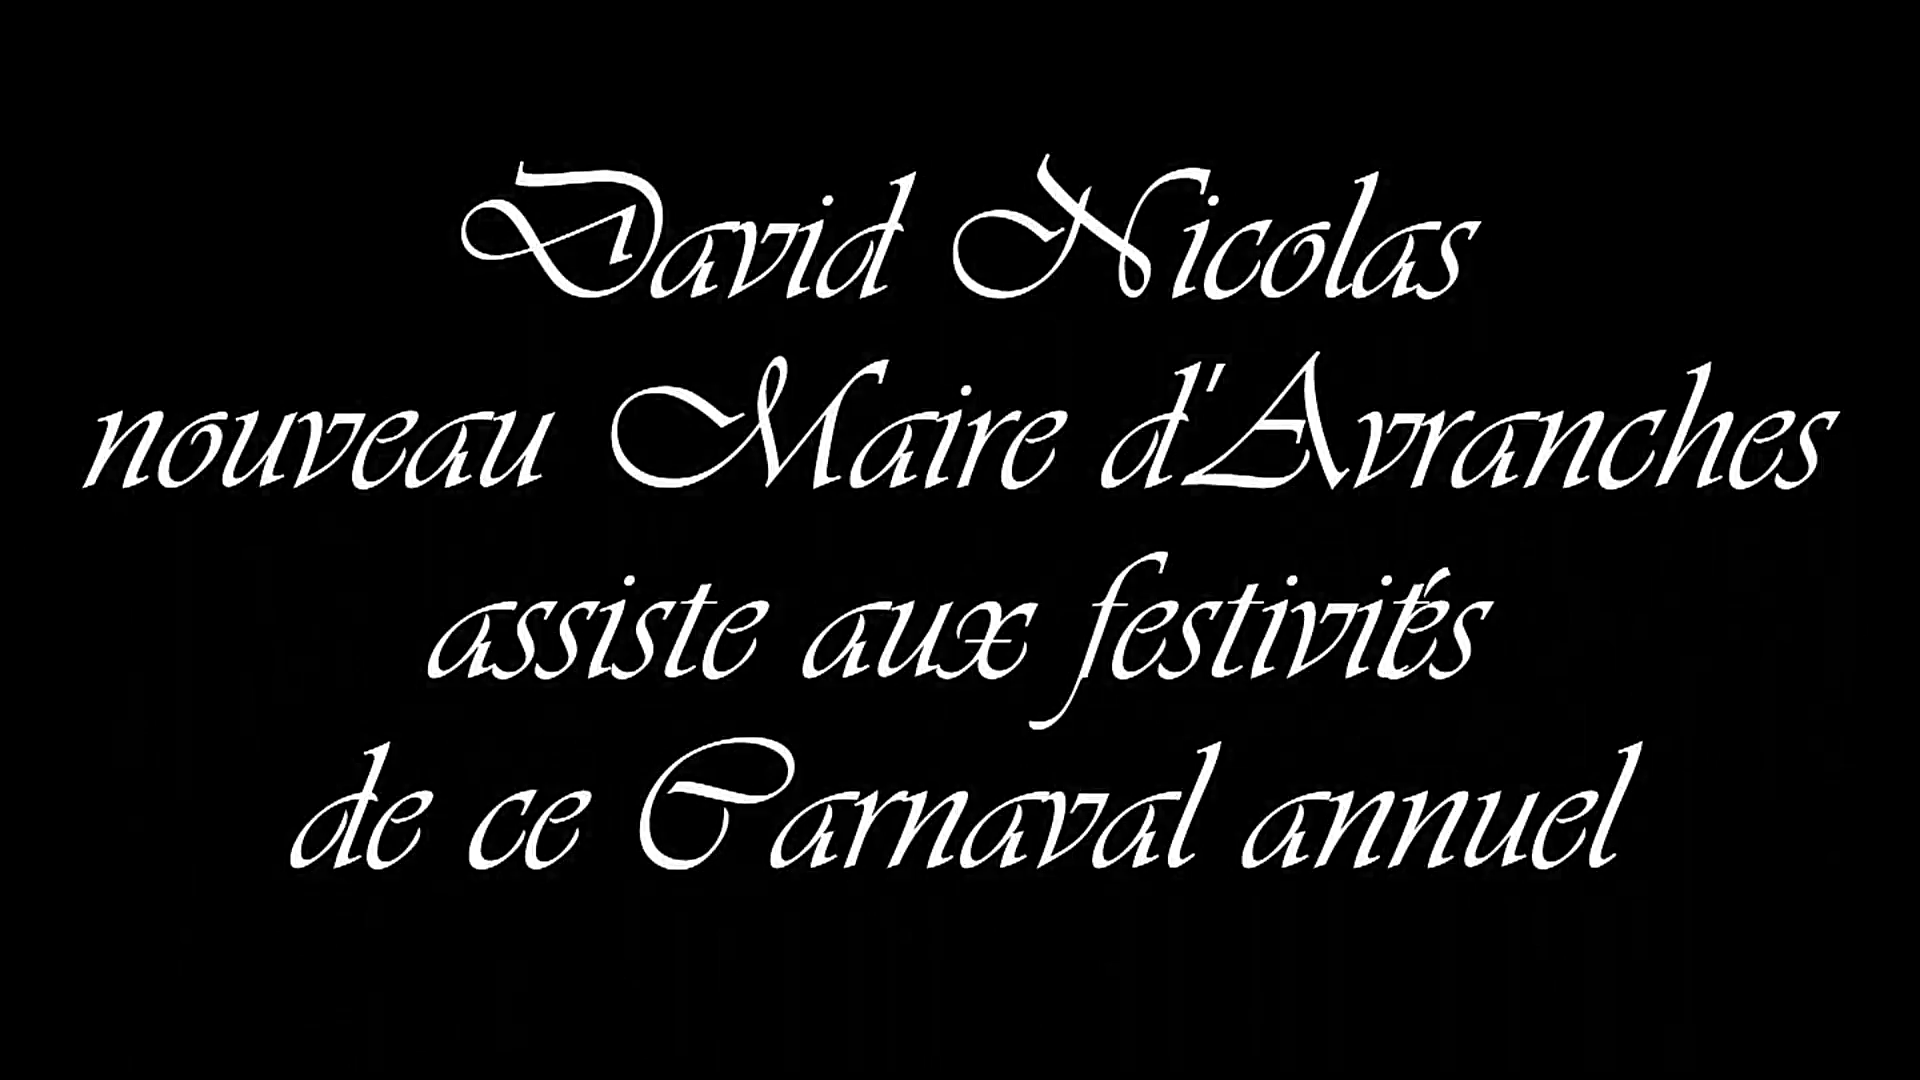 David Nicolas
nouveau Maire d'Avranches
assiste aux festivités
de ce Carnaval annuel